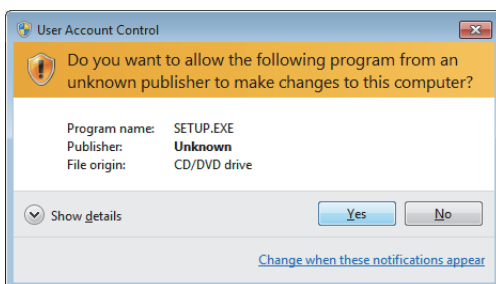 User Account Control
Do you want to allow the following program from an
unknown publisher to make changes to this computer?
Program name: SETUP.EXE
Publisher: Unknown
File origin: CD/DVD drive
Show details
Yes
No
Change when these notifications appear